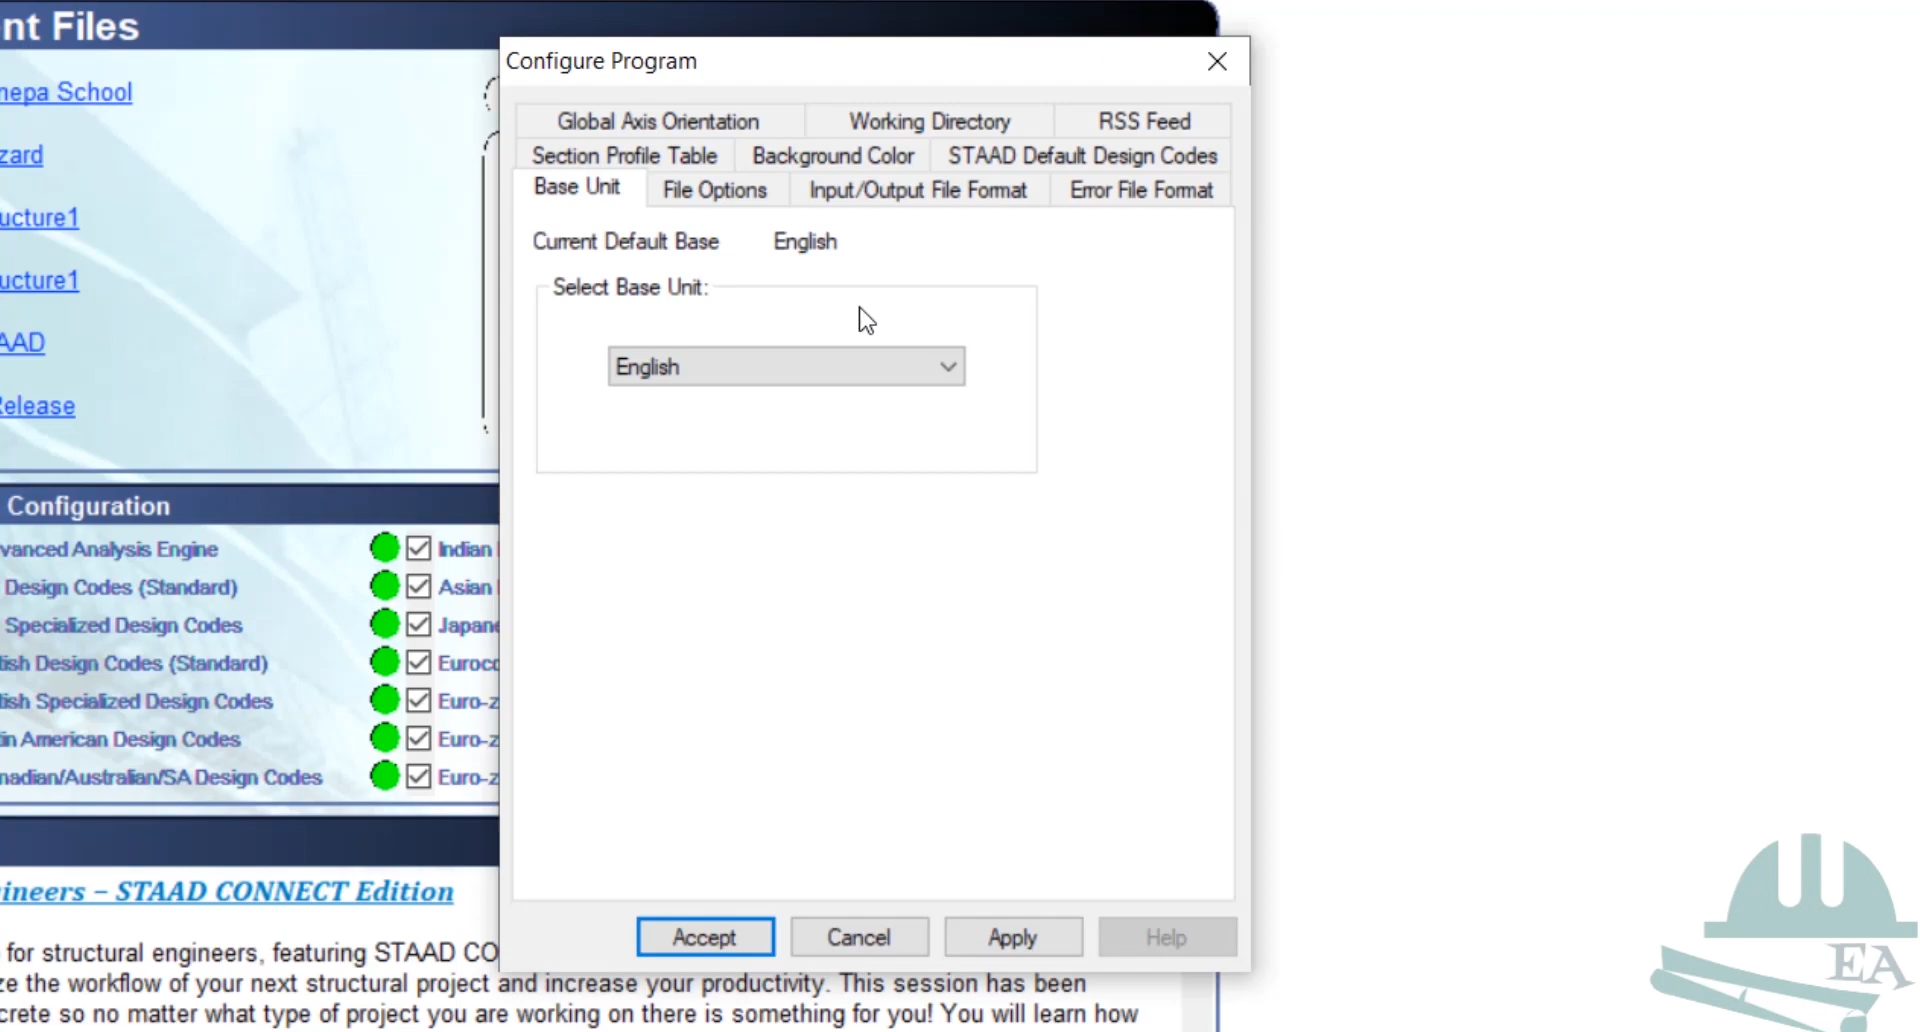 nt Files
nepa School
zard
ucture1
ucture1
AAD
Release
Configuration
vanced Analysis Engine
Design Codes (Standard)
Specialized Design Codes
tish Design Codes (Standard)
tish Specialized Design Codes
tin American Design Codes
nadian/Australian/SA Design Codes
Indian
Asian
Japane
Euroco
Euro-z
Euro-z
Euro-z
ineers – STAAD CONNECT Edition
for structural engineers, featuring STAAD CO
ze the workflow of your next structural project and increase your productivity. This session has been
crete so no matter what type of project you are working on there is something for you! You will learn how
Configure Program
Global Axis Orientation Working Directory RSS Feed
Section Profile Table Background Color STAAD Default Design Codes
Base Unit File Options Input/Output File Format Error File Format
Current Default Base English
Select Base Unit:
English
Accept Cancel Apply Help
EA